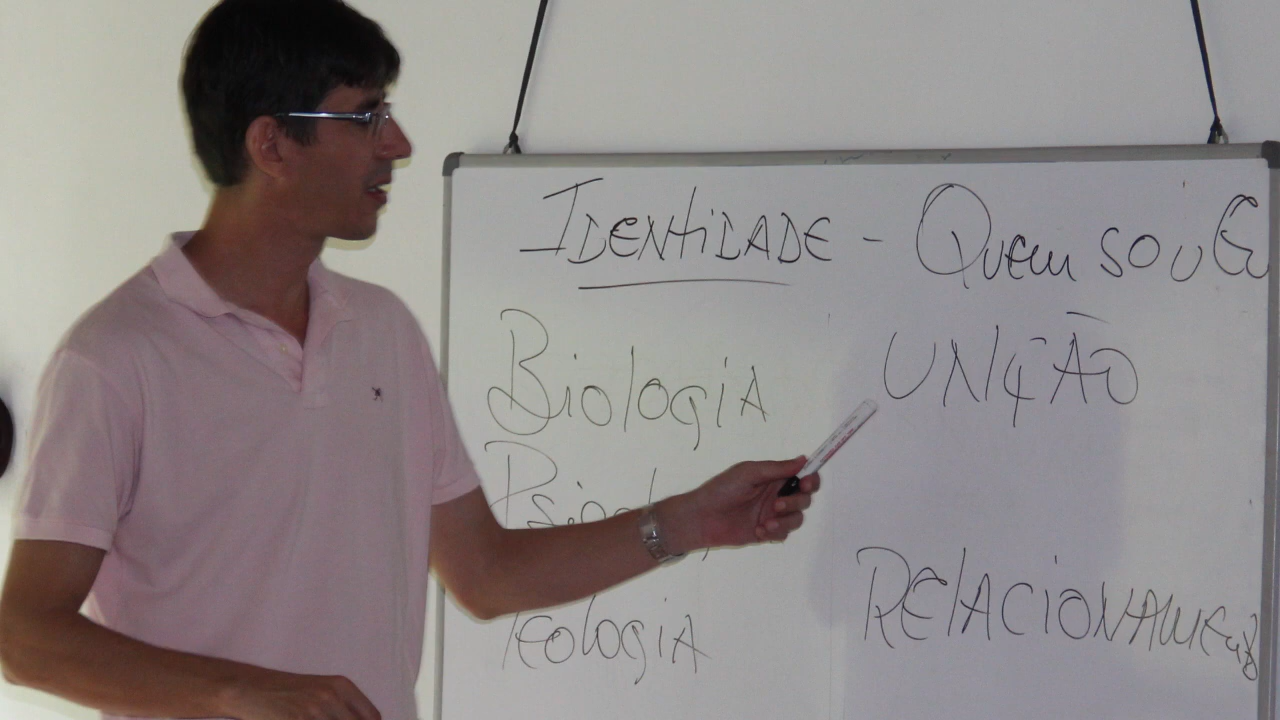 IDENTIDADE - Quem sou Eu
Biologia
UNÇÃO
Teologia
RELACIONAMENTO